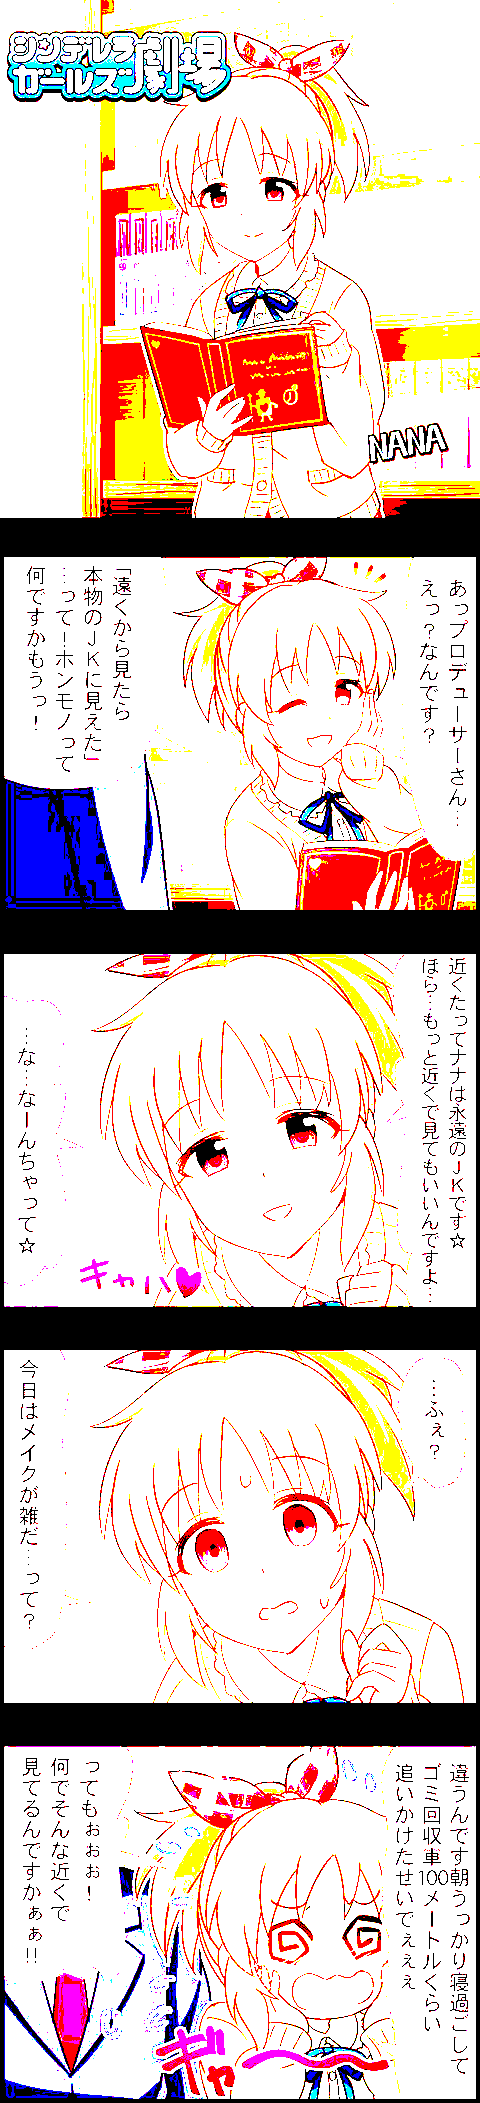 シンデレラ
ガールズ劇場
NANA
あっプロデューサーさん…
えっ?なんです?
「遠くから見たら
本物のJKに見えた」
…って!ホンモノって
何ですかもうっ!
近くたってナナは永遠のJKです☆
ほら…もっと近くで見てもいいんですよ…
…な…なーんちゃって☆
キャハ♥
…ふぇ?
今日はメイクが雑だ…って?
違うんです朝うっかり寝過ごして
ゴミ回収車100メートルくらい
追いかけたせいでぇぇぇ
ってもぉぉぉ!
何でそんな近くで
見てるんですかぁぁ!!
ギャー